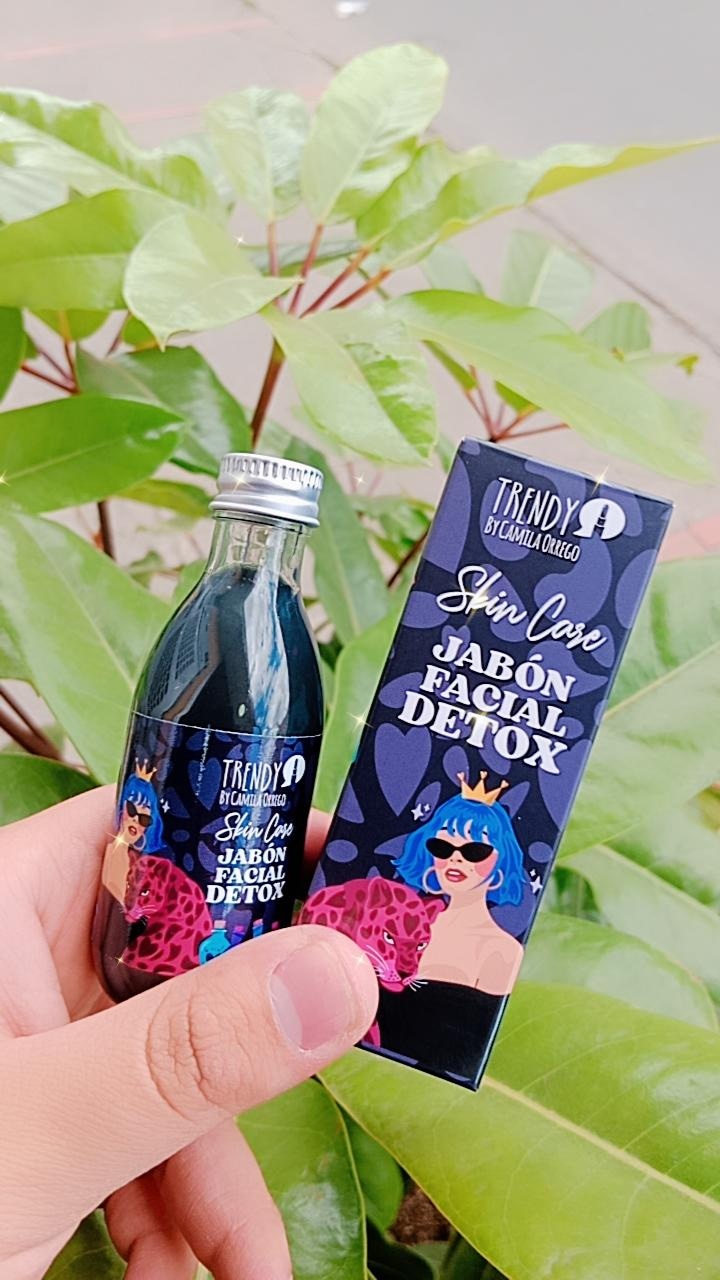 TRENDY
BY CAMILA ORREGO
Skin Care
JABÓN
FACIAL
DETOX
TRENDY
BY CAMILA ORREGO
Skin Care
JABÓN
FACIAL
DETOX